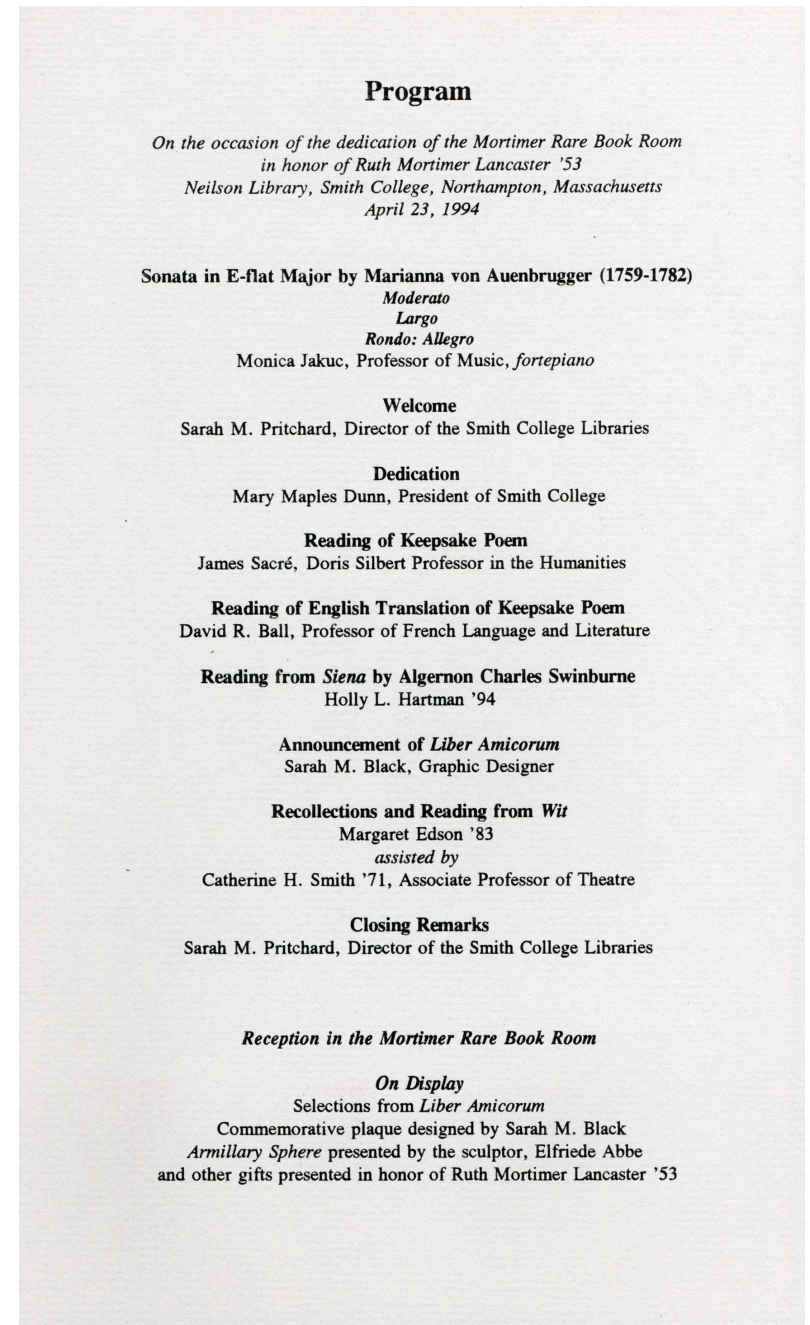 Program
On the occasion of the dedication of the Mortimer Rare Book Room
in honor of Ruth Mortimer Lancaster '53
Neilson Library, Smith College, Northampton, Massachusetts
April 23, 1994
Sonata in E-flat Major by Marianna von Auenbrugger (1759-1782)
Moderato
Largo
Rondo: Allegro
Monica Jakuc, Professor of Music, fortepiano
Welcome
Sarah M. Pritchard, Director of the Smith College Libraries
Dedication
Mary Maples Dunn, President of Smith College
Reading of Keepsake Poem
James Sacré, Doris Silbert Professor in the Humanities
Reading of English Translation of Keepsake Poem
David R. Ball, Professor of French Language and Literature
Reading from Siena by Algernon Charles Swinburne
Holly L. Hartman '94
Announcement of Liber Amicorum
Sarah M. Black, Graphic Designer
Recollections and Reading from Wit
Margaret Edson '83
assisted by
Catherine H. Smith '71, Associate Professor of Theatre
Closing Remarks
Sarah M. Pritchard, Director of the Smith College Libraries
Reception in the Mortimer Rare Book Room
On Display
Selections from Liber Amicorum
Commemorative plaque designed by Sarah M. Black
Armillary Sphere presented by the sculptor, Elfriede Abbe
and other gifts presented in honor of Ruth Mortimer Lancaster '53